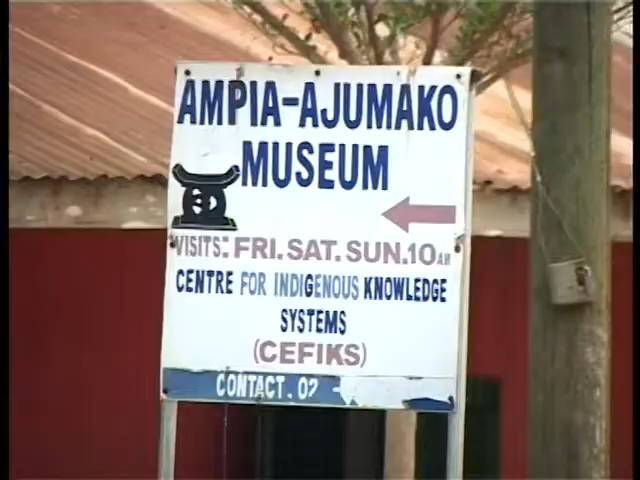 AMPIA-AJUMAKO
MUSEUM
VISITS: FRI. SAT. SUN. 10AM
CENTRE FOR INDIGENOUS KNOWLEDGE
SYSTEMS
(CEFIKS)
CONTACT. 02